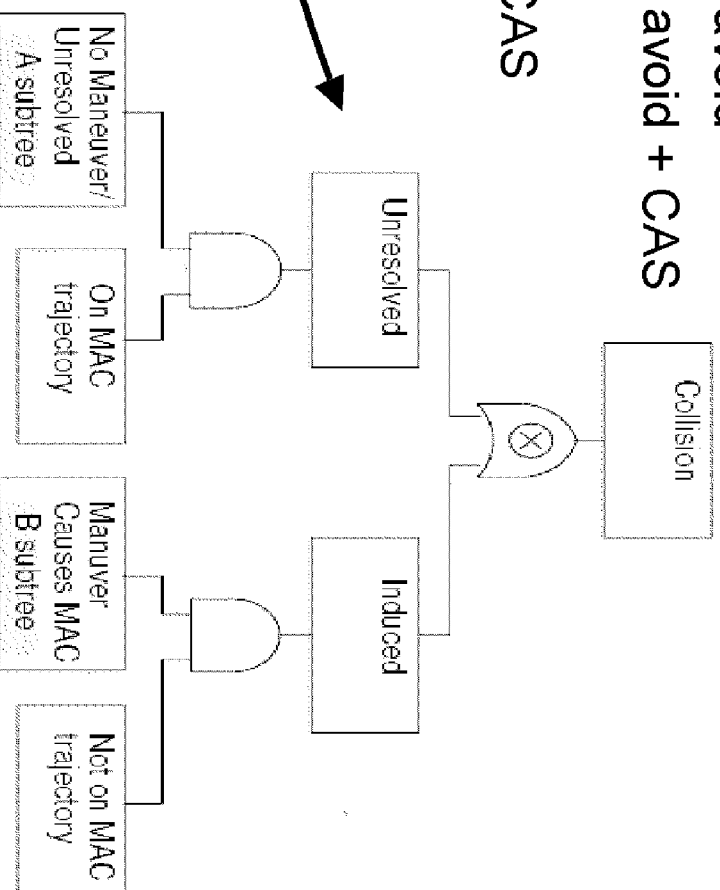 avoid
avoid + CAS
CAS
Collision
Unresolved
Induced
No Maneuver/
Unresolved
A subtree
On MAC
trajectory
Manuver
Causes MAC
B subtree
Not on MAC
trajectory